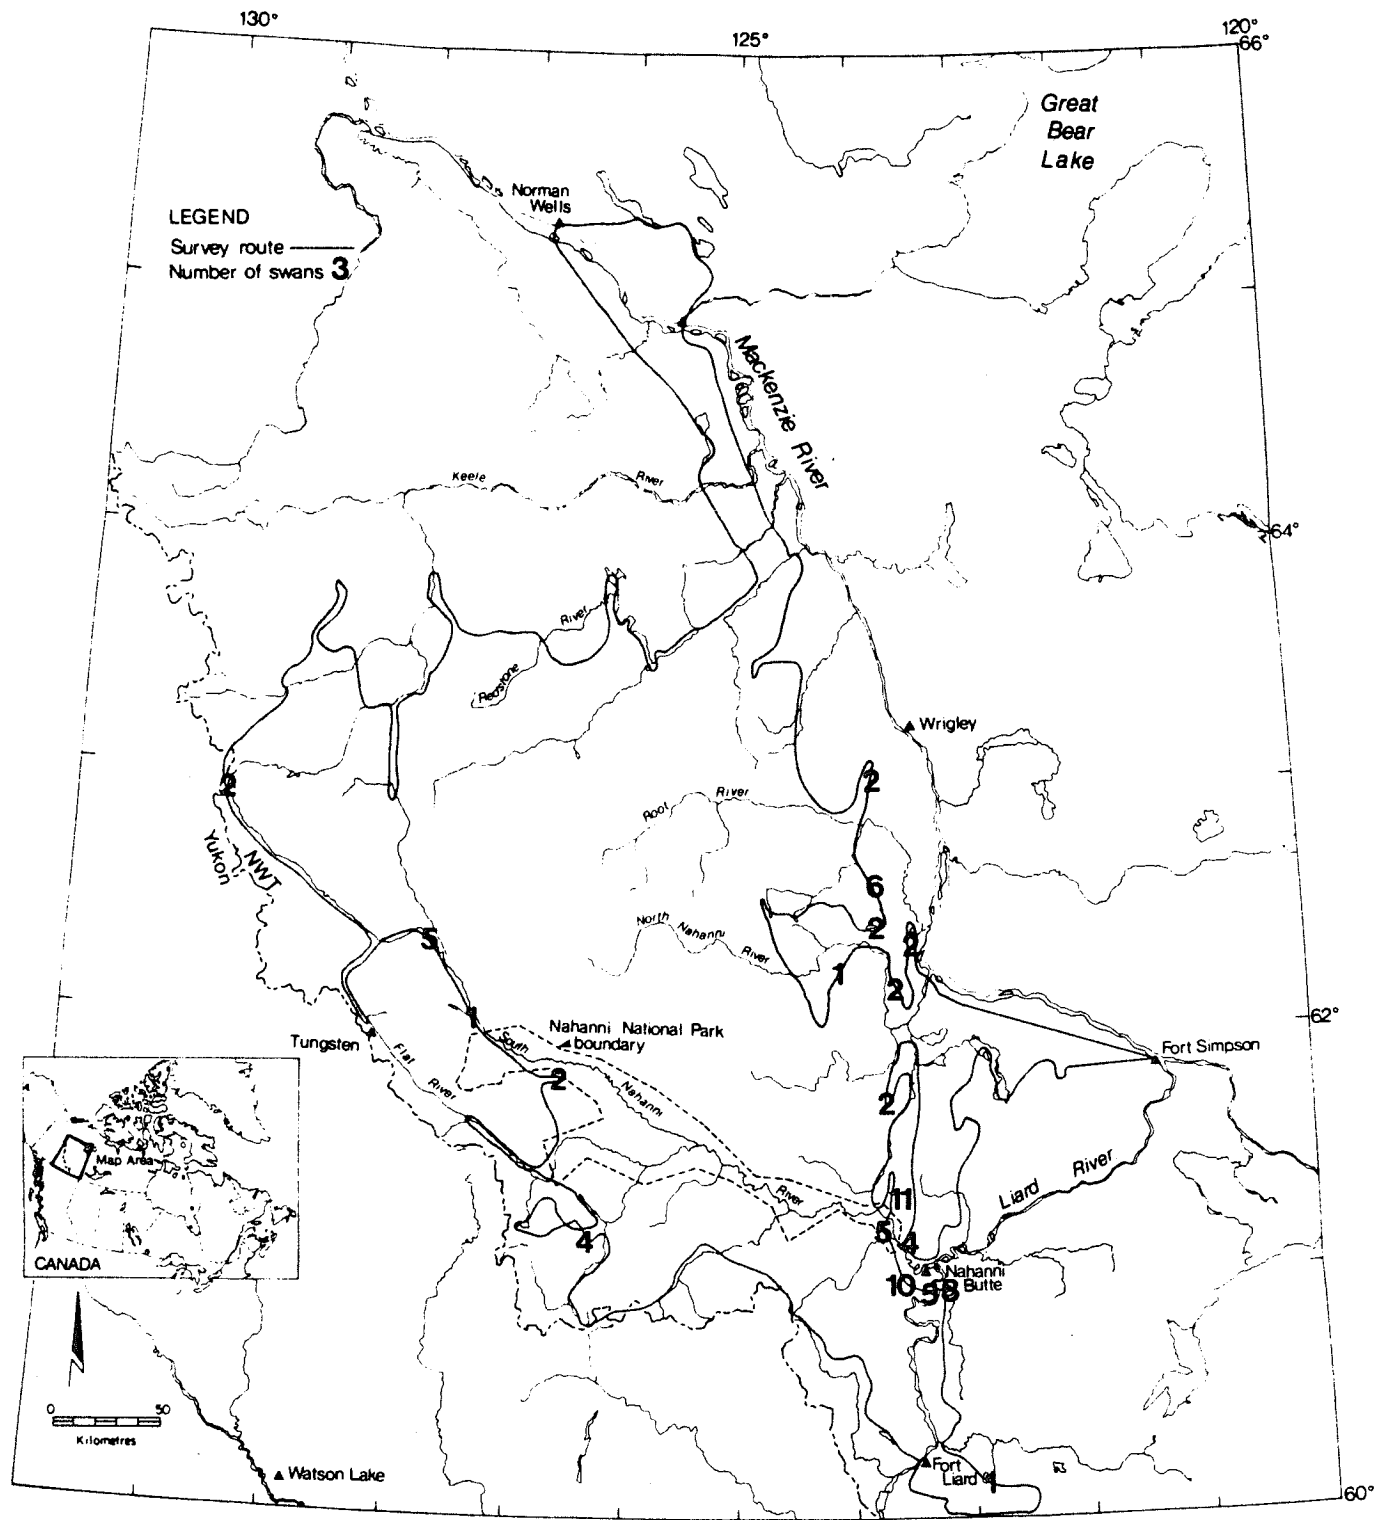 130°
125°
120°
66°
Great
Bear
Lake
Norman
Wells
LEGEND
Survey route
Number of swans 3
Mackenzie River
Keele River
64°
River
Redstone
Wrigley
2
2
Root River
Yukon
NWT
6
5
2
2
North Nahanni River
1
2
1
62°
Nahanni National Park
boundary
Tungsten
South
Fort Simpson
Flat River
2
Nahanni
2
Map Area
River
Liard River
11
5
4
4
CANADA
Nahanni
Butte
10
5
8
0 50
Kilometres
Watson Lake
Fort
Liard
60°